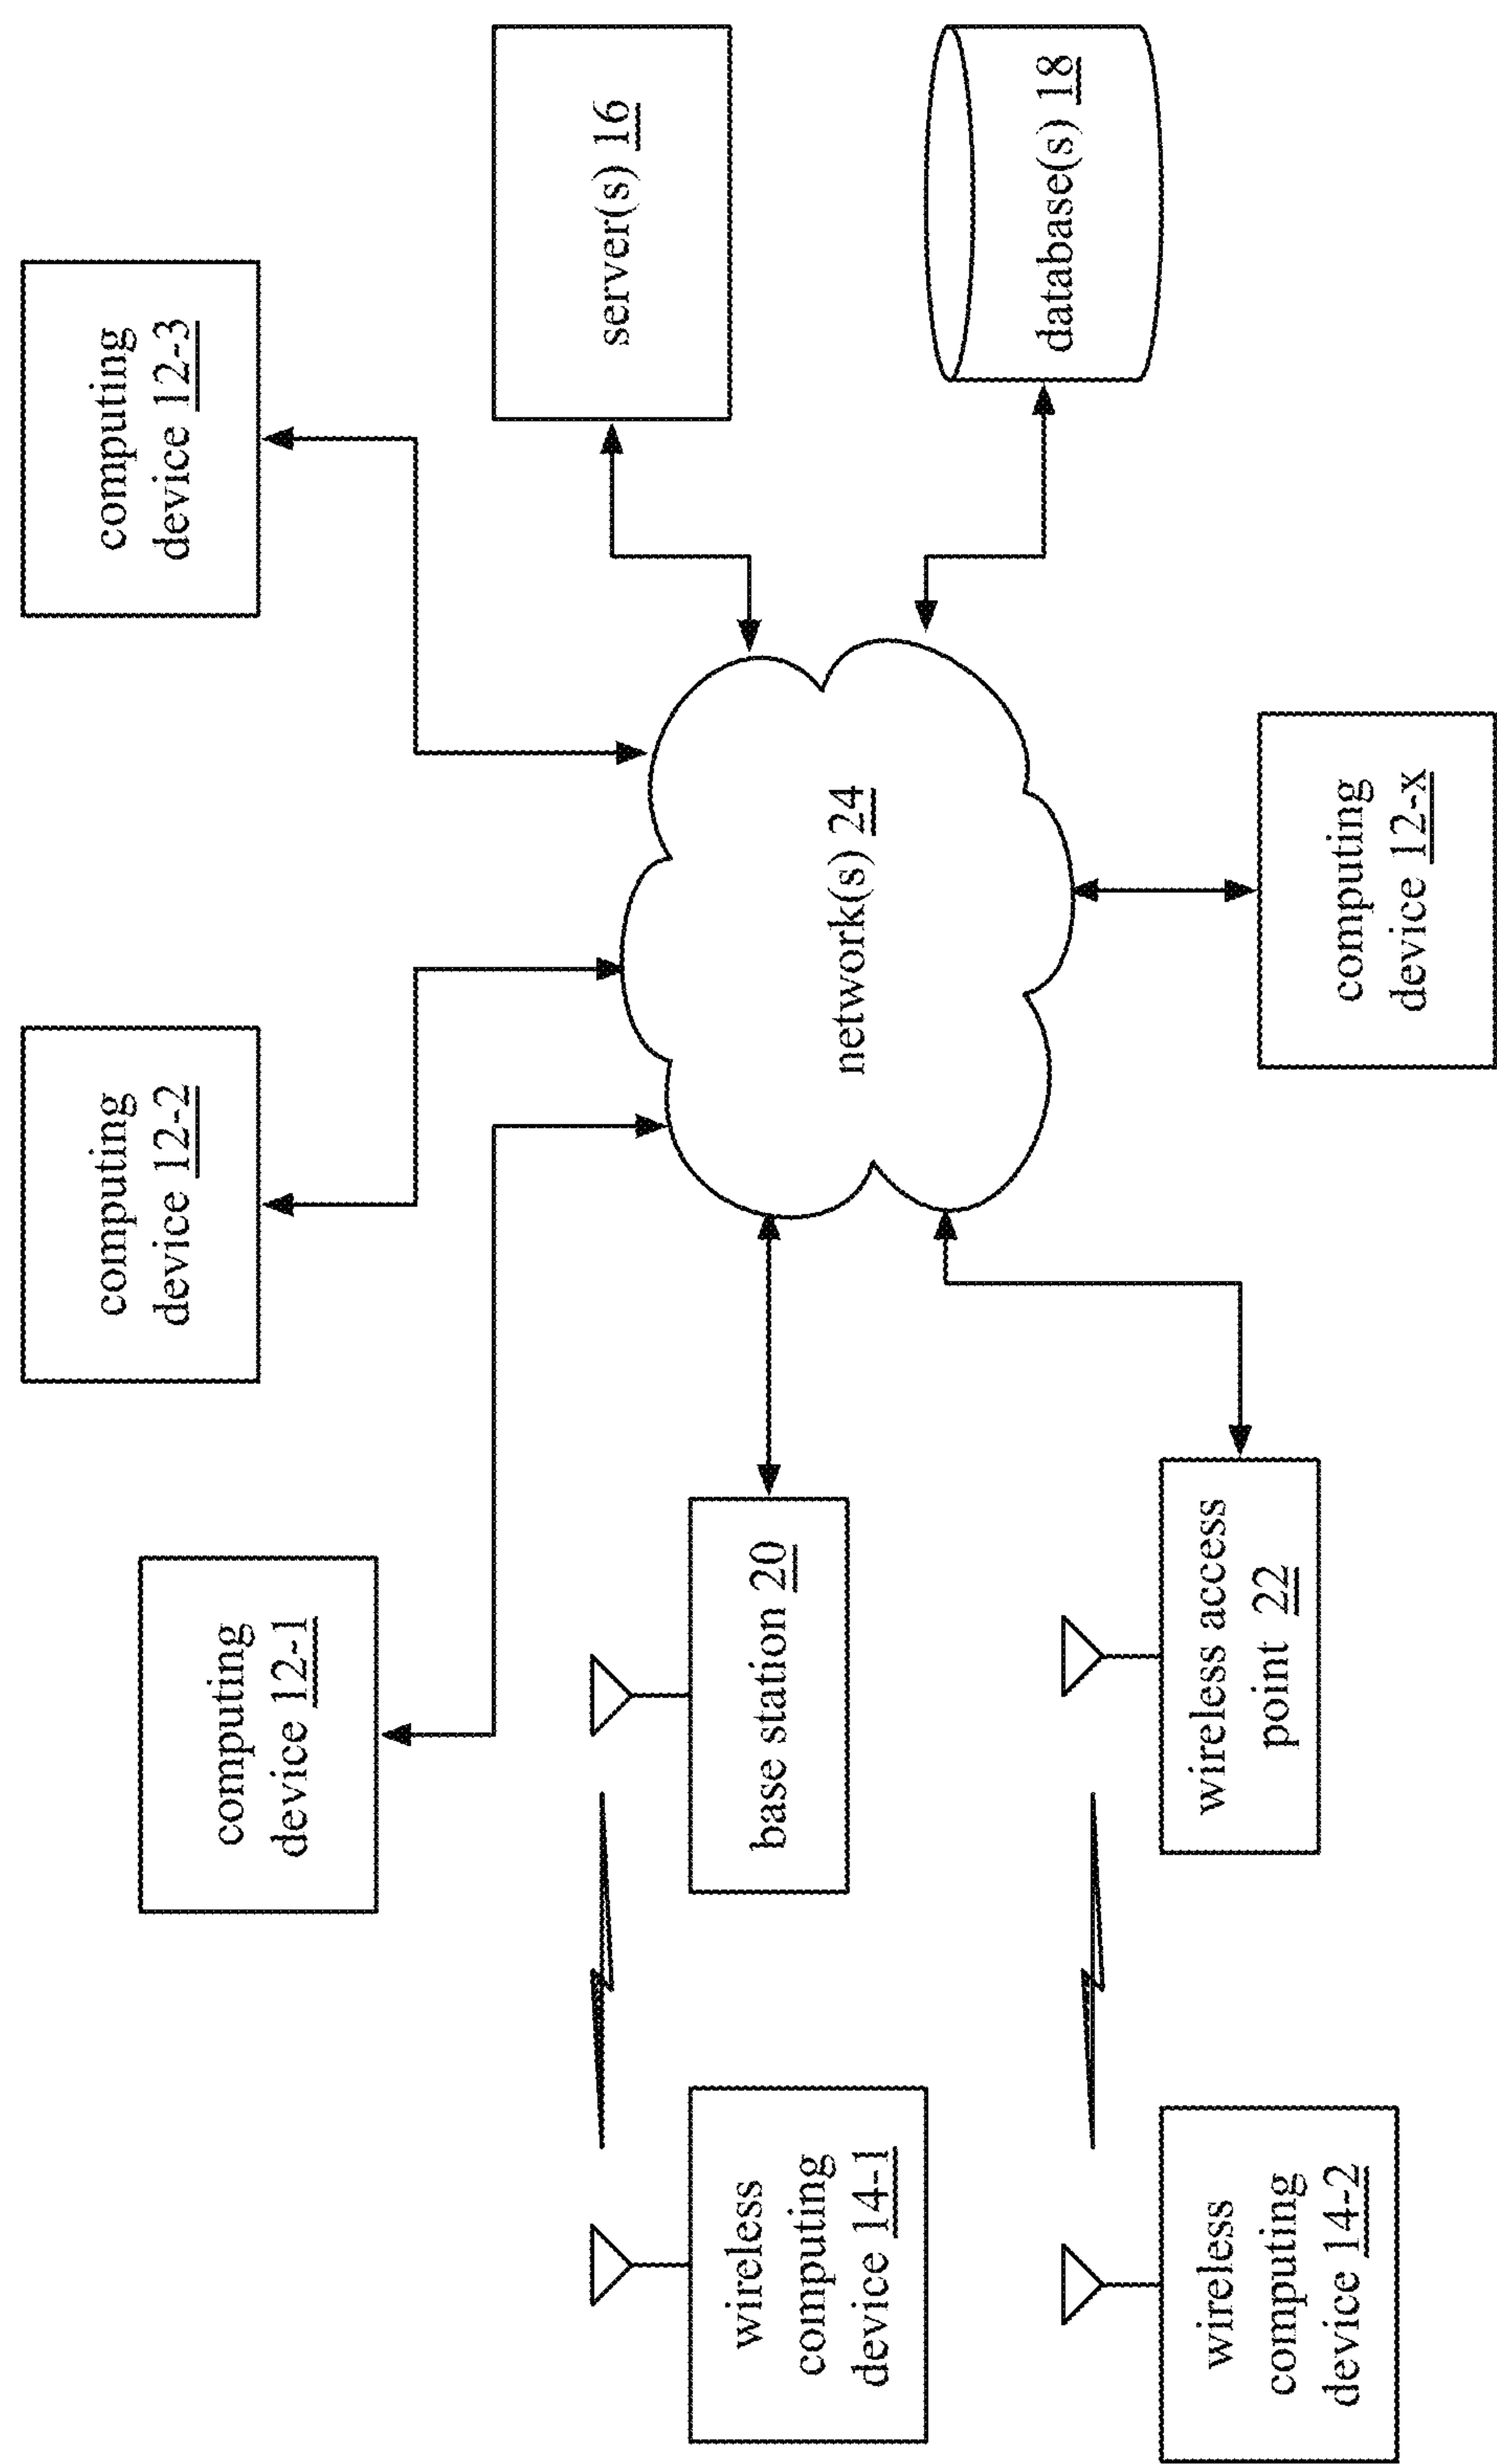 computing
device 12-1
computing
device 12-2
computing
device 12-3
wireless
computing
device 14-1
base station 20
network(s) 24
server(s) 16
wireless
computing
device 14-2
wireless access
point 22
computing
device 12-x
database(s) 18